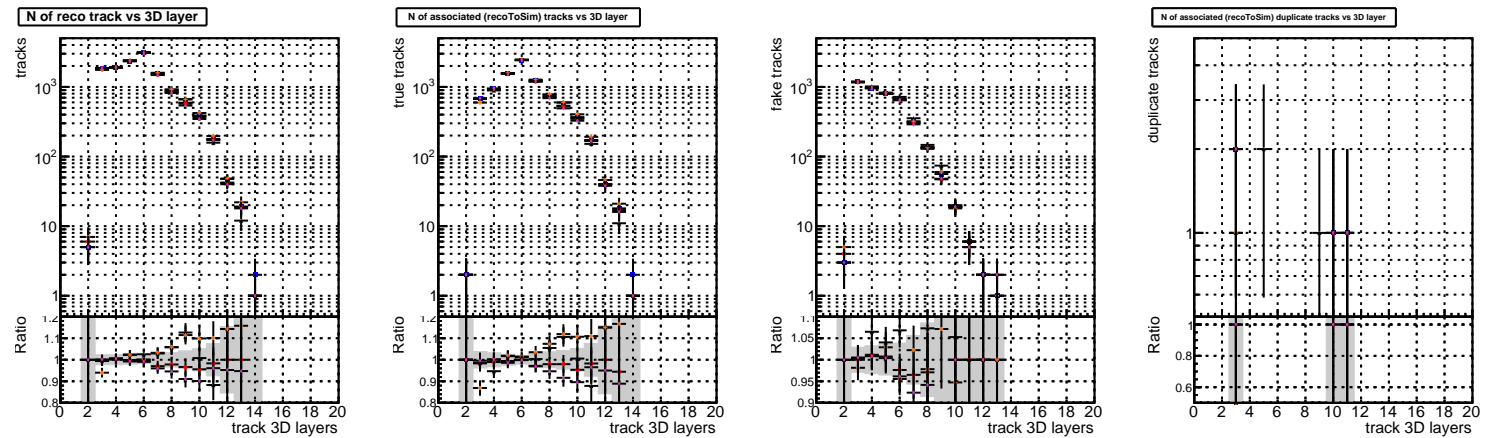 N of reco track vs 3D layer
tracks
10³
10²
10
1
Ratio
1.2
1.1
1
0.9
0.8
0 2 4 6 8 10 12 14 16 18 20
track 3D layers
N of associated (recoToSim) tracks vs 3D layer
true tracks
10³
10²
10
1
Ratio
1.2
1.1
1
0.9
0.8
0 2 4 6 8 10 12 14 16 18 20
track 3D layers
fake tracks
10³
10²
10
1
Ratio
1.1
1.05
1
0.95
0.9
0 2 4 6 8 10 12 14 16 18 20
track 3D layers
N of associated (recoToSim) duplicate tracks vs 3D layer
duplicate tracks
1
Ratio
1
0.8
0.6
0 2 4 6 8 10 12 14 16 18 20
track 3D layers